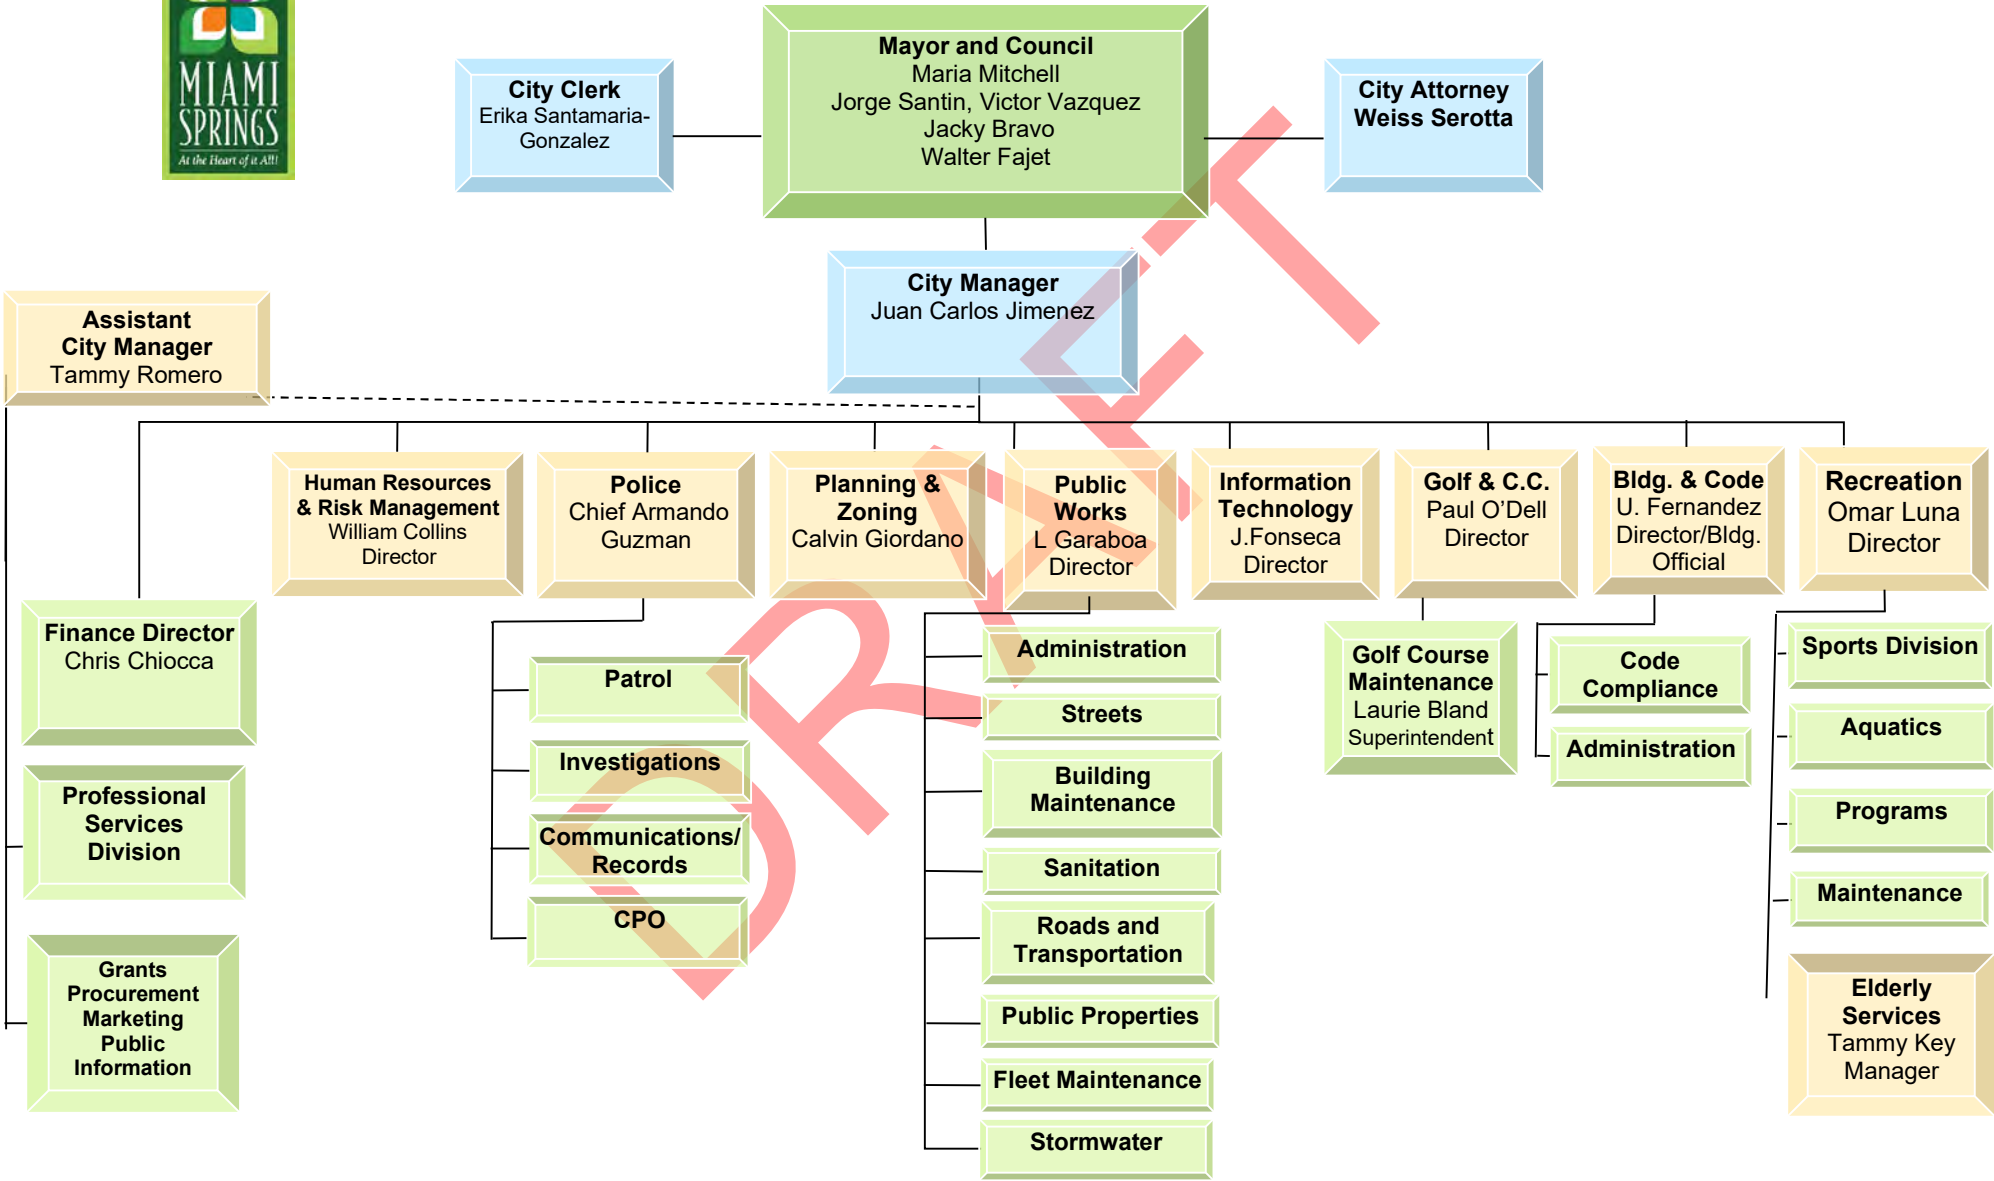 MIAMI
SPRINGS
At the Heart of it All!
Mayor and Council
Maria Mitchell
Jorge Santin, Victor Vazquez
Jacky Bravo
Walter Fajet
City Clerk
Erika Santamaria-
Gonzalez
City Attorney
Weiss Serotta
City Manager
Juan Carlos Jimenez
Assistant
City Manager
Tammy Romero
Human Resources
& Risk Management
William Collins
Director
Police
Chief Armando
Guzman
Planning &
Zoning
Calvin Giordano
Public
Works
L Garaboa
Director
Information
Technology
J.Fonseca
Director
Golf & C.C.
Paul O’Dell
Director
Bldg. & Code
U. Fernandez
Director/Bldg.
Official
Recreation
Omar Luna
Director
Finance Director
Chris Chiocca
Professional
Services
Division
Grants
Procurement
Marketing
Public
Information
Patrol
Investigations
Communications/
Records
CPO
Administration
Streets
Building
Maintenance
Sanitation
Roads and
Transportation
Public Properties
Fleet Maintenance
Stormwater
Golf Course
Maintenance
Laurie Bland
Superintendent
Code
Compliance
Administration
Sports Division
Aquatics
Programs
Maintenance
Elderly
Services
Tammy Key
Manager
DRAFT